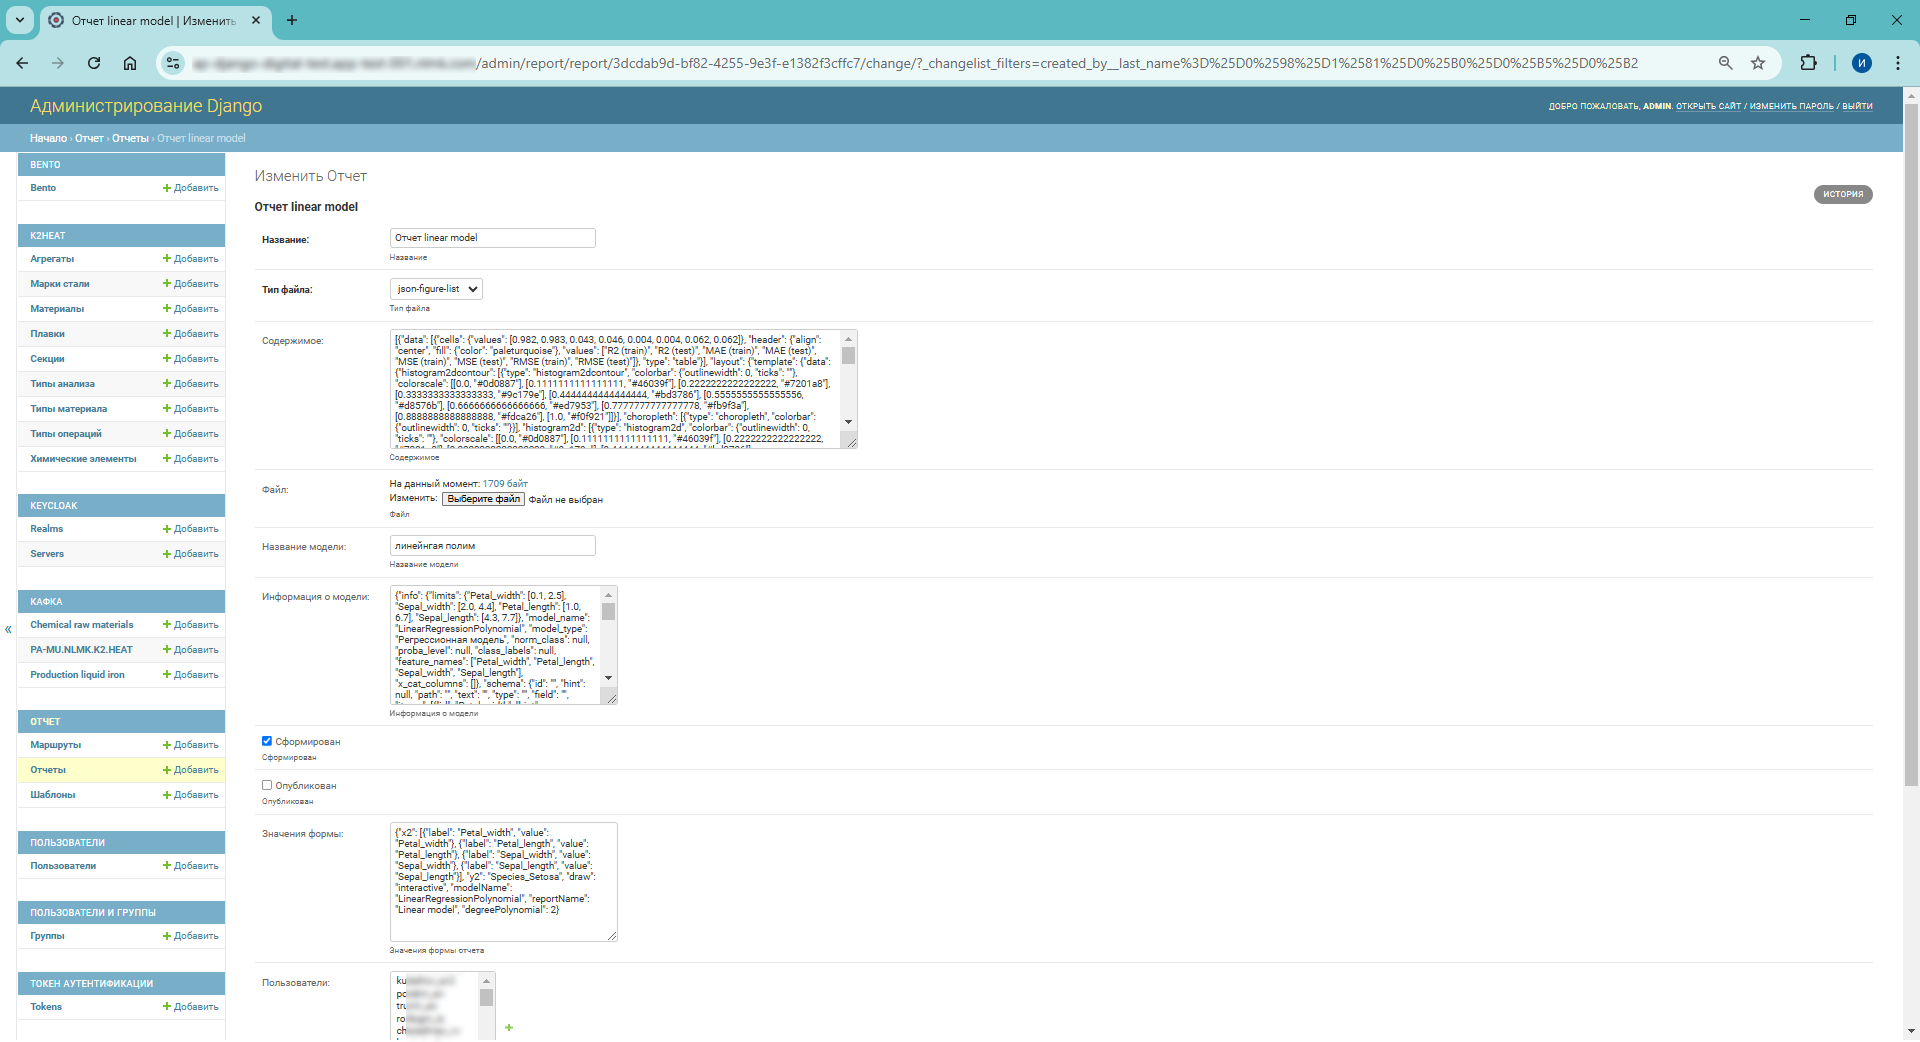 Отчет linear model | Изменить
/admin/report/report/3dcdab9d-bf82-4255-9e3f-e1382f3cffc7/change/?_changelist_filters=created_by__last_name%3D%25D0%2598%25D1%2581%25D0%25B0%25D0%25B5%25D0%25B2
И
Администрирование Django
ДОБРО ПОЖАЛОВАТЬ, ADMIN. ОТКРЫТЬ САЙТ / ИЗМЕНИТЬ ПАРОЛЬ / ВЫЙТИ
Начало › Отчет › Отчеты › Отчет linear model
BENTO
Bento + Добавить
K2HEAT
Агрегаты + Добавить
Марки стали + Добавить
Материалы + Добавить
Плавки + Добавить
Секции + Добавить
Типы анализа + Добавить
Типы материала + Добавить
Типы операций + Добавить
Химические элементы + Добавить
KEYCLOAK
Realms + Добавить
Servers + Добавить
КАФКА
Chemical raw materials + Добавить
PA-MU.NLMK.K2.HEAT + Добавить
Production liquid iron + Добавить
ОТЧЕТ
Маршруты + Добавить
Отчеты + Добавить
Шаблоны + Добавить
ПОЛЬЗОВАТЕЛИ
Пользователи + Добавить
ПОЛЬЗОВАТЕЛИ И ГРУППЫ
Группы + Добавить
ТОКЕН АУТЕНТИФИКАЦИИ
Tokens + Добавить
«
Изменить Отчет
ИСТОРИЯ
Отчет linear model
Название: Отчет linear model
Название
Тип файла: json-figure-list
Тип файла
Содержимое:
[{"data": [{"cells": {"values": [0.982, 0.983, 0.043, 0.046, 0.004, 0.004, 0.062, 0.062]}, "header": {"align":
"center", "fill": {"color": "paleturquoise"}, "values": ["R2 (train)", "R2 (test)", "MAE (train)", "MAE (test)",
"MSE (train)", "MSE (test)", "RMSE (train)", "RMSE (test)"]}, "type": "table"}], "layout": {"template": {"data":
{"histogram2dcontour": [{"type": "histogram2dcontour", "colorbar": {"outlinewidth": 0, "ticks": ""},
"colorscale": [[0.0, "#0d0887"], [0.1111111111111111, "#46039f"], [0.2222222222222222, "#7201a8"],
[0.3333333333333333, "#9c179e"], [0.4444444444444444, "#bd3786"], [0.5555555555555556,
"#d8576b"], [0.6666666666666666, "#ed7953"], [0.7777777777777778, "#fb9f3a"],
[0.8888888888888888, "#fdca26"], [1.0, "#f0f921"]]}], "choropleth": [{"type": "choropleth", "colorbar":
{"outlinewidth": 0, "ticks": ""}}], "histogram2d": [{"type": "histogram2d", "colorbar": {"outlinewidth": 0,
"ticks": ""}, "colorscale": [[0.0, "#0d0887"], [0.1111111111111111, "#46039f"], [0.2222222222222222,
Содержимое
Файл: На данный момент: 1709 байт
Изменить: Выберите файл Файл не выбран
Файл
Название модели: линейнгая полим
Название модели
Информация о модели:
{"info": {"limits": {"Petal_width": [0.1, 2.5],
"Sepal_width": [2.0, 4.4], "Petal_length": [1.0,
6.7], "Sepal_length": [4.3, 7.7]}, "model_name":
"LinearRegressionPolynomial", "model_type":
"Регрессионная модель", "norm_class": null,
"proba_level": null, "class_labels": null,
"feature_names": ["Petal_width", "Petal_length",
"Sepal_width", "Sepal_length"],
"x_cat_columns": []}, "schema": {"id": "", "hint":
null, "path": "", "text": "", "type": "", "field": "",
Информация о модели
Сформирован
Сформирован
Опубликован
Опубликован
Значения формы:
{"x2": [{"label": "Petal_width", "value":
"Petal_width"}, {"label": "Petal_length", "value":
"Petal_length"}, {"label": "Sepal_width", "value":
"Sepal_width"}, {"label": "Sepal_length", "value":
"Sepal_length"}], "y2": "Species_Setosa", "draw":
"interactive", "modelName":
"LinearRegressionPolynomial", "reportName":
"Linear model", "degreePolynomial": 2}
Значения формы отчета
Пользователи: